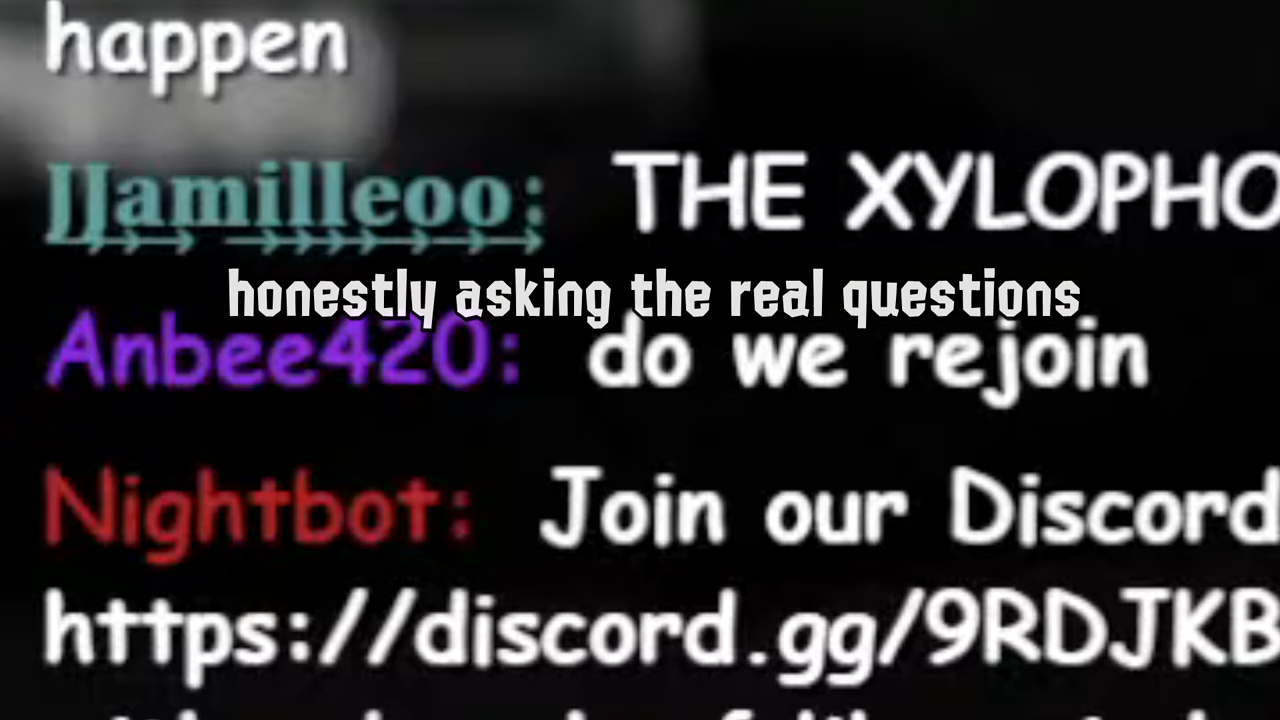 happen
JJamilleoo: THE XYLOPHO
honestly asking the real questions
Anbee420: do we rejoin
Nightbot: Join our Discord
https://discord.gg/9RDJKB